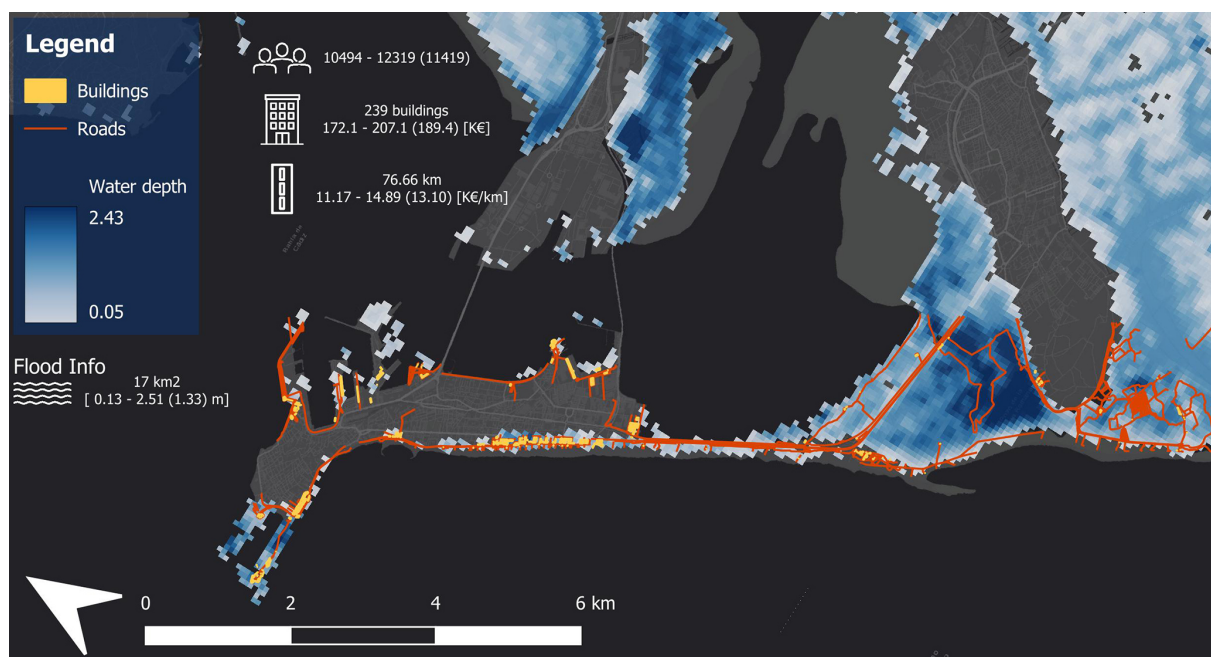 Legend
Buildings
Roads
Water depth
2.43
0.05
10494 - 12319 (11419)
239 buildings
172.1 - 207.1 (189.4) [K€]
76.66 km
11.17 - 14.89 (13.10) [K€/km]
Flood Info
17 km2
[ 0.13 - 2.51 (1.33) m]
0
2
4
6 km